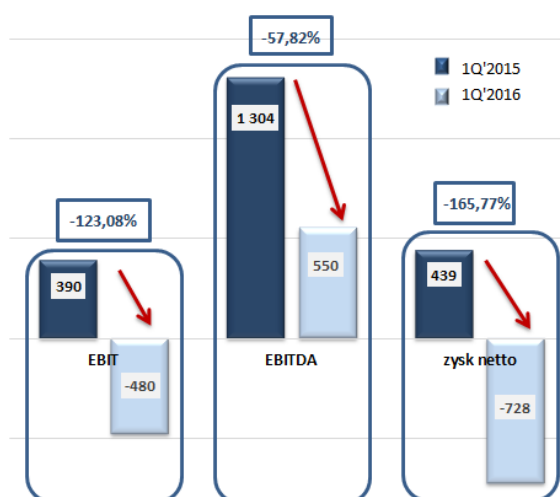 -57,82%
1Q'2015
1Q'2016
1 304
-123,08%
-165,77%
390
550
439
EBIT
EBITDA
zysk netto
-480
-728